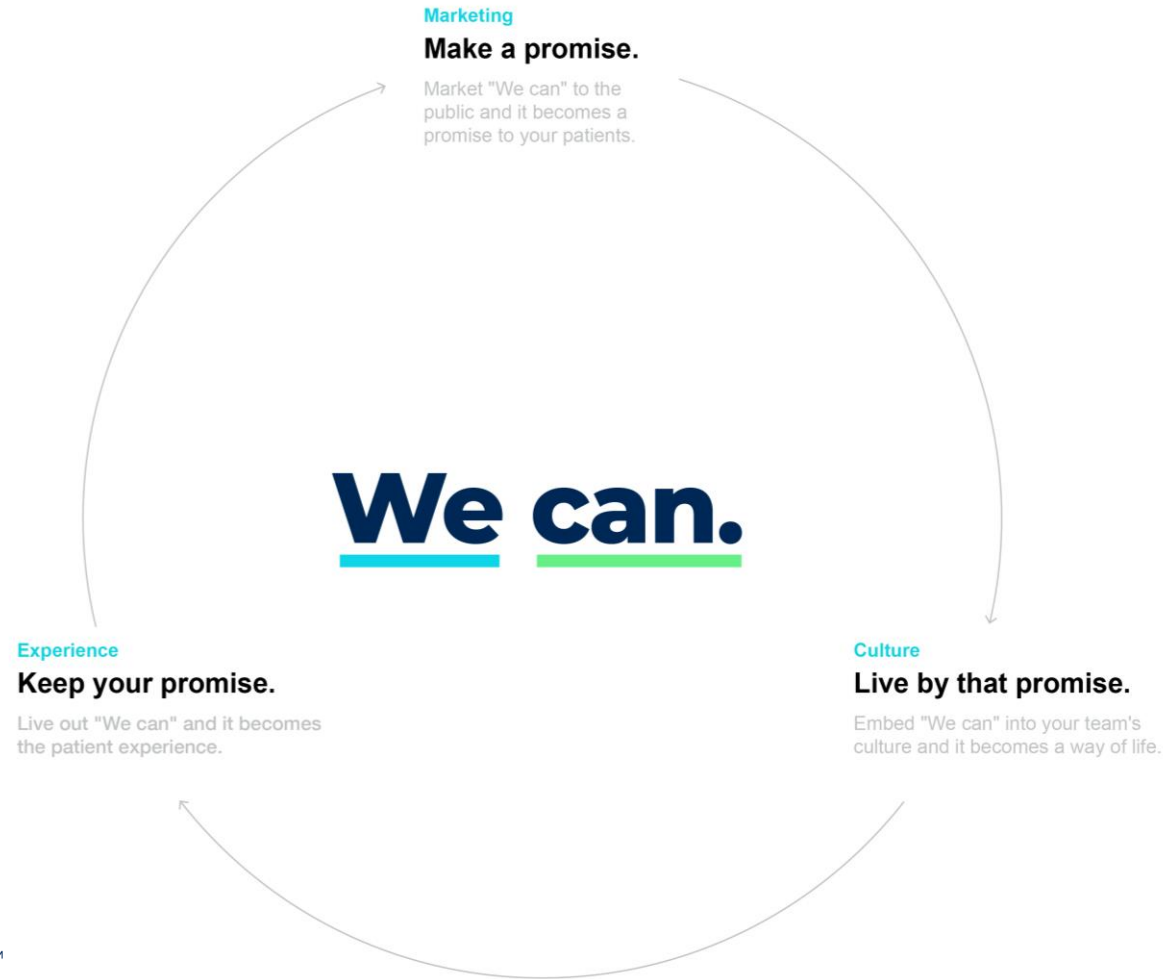 Marketing
Make a promise.
Market "We can" to the
public and it becomes a
promise to your patients.
We can.
Experience
Keep your promise.
Live out "We can" and it becomes
the patient experience.
Culture
Live by that promise.
Embed "We can" into your team's
culture and it becomes a way of life.